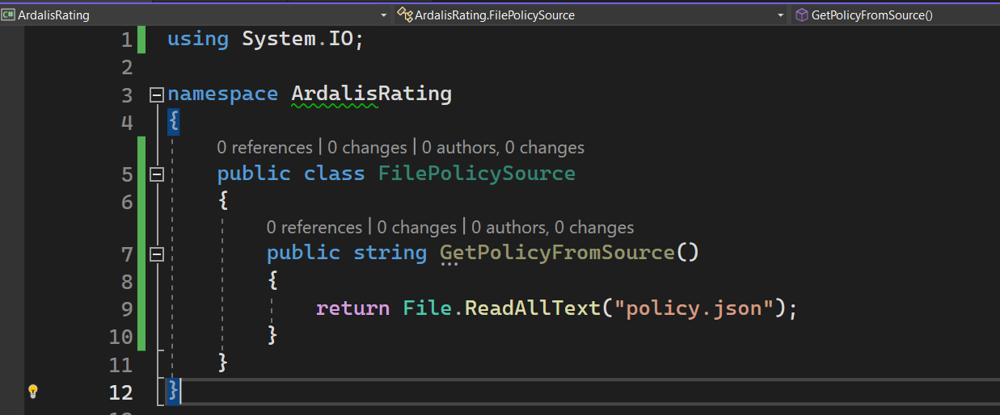 C# ArdalisRating ArdalisRating.FilePolicySource GetPolicyFromSource()
1 using System.IO;
2
3 namespace ArdalisRating
4 {
0 references | 0 changes | 0 authors, 0 changes
5 public class FilePolicySource
6 {
0 references | 0 changes | 0 authors, 0 changes
7 public string GetPolicyFromSource()
8 {
9 return File.ReadAllText("policy.json");
10 }
11 }
12 }